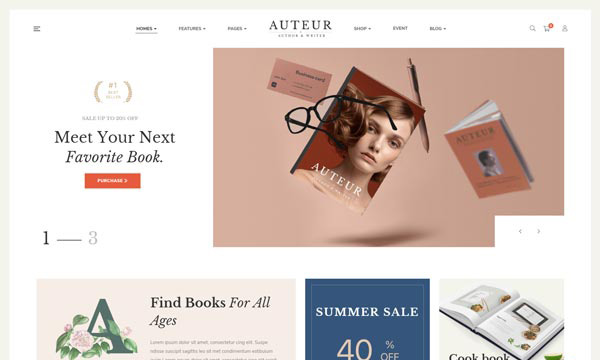 HOMES
FEATURES
PAGES
AUTEUR
AUTHOR & WRITER
SHOP
EVENT
BLOG
#1
BEST
SELLER
SALE UP TO 20% OFF
Meet Your Next
Favorite Book.
PURCHASE >
1
3
Business card
AUTEUR
AUTEUR
A
Find Books For All
Ages
Lorem ipsum dolor sit amet, consectetur cing elit. Suspe
SUMMER SALE
40 % OFF
Cook book